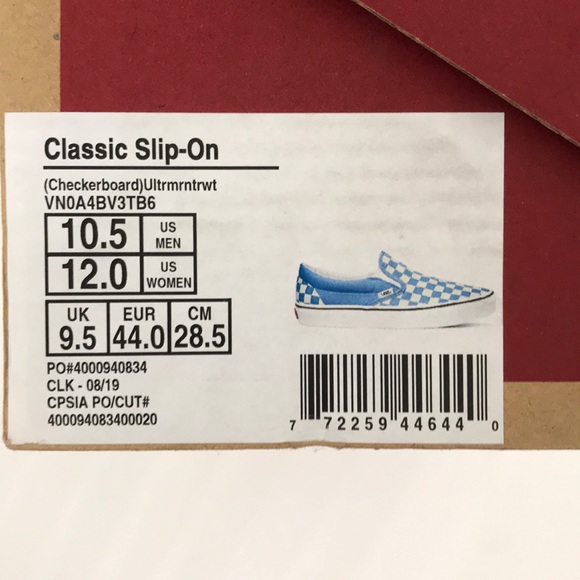 Classic Slip-On
(Checkerboard)Ultrmrntrwt
VN0A4BV3TB6
10.5 US MEN
12.0 US WOMEN
UK EUR CM
9.5 44.0 28.5
PO#4000940834
CLK - 08/19
CPSIA PO/CUT#
400094083400020
7 72259 44644 0